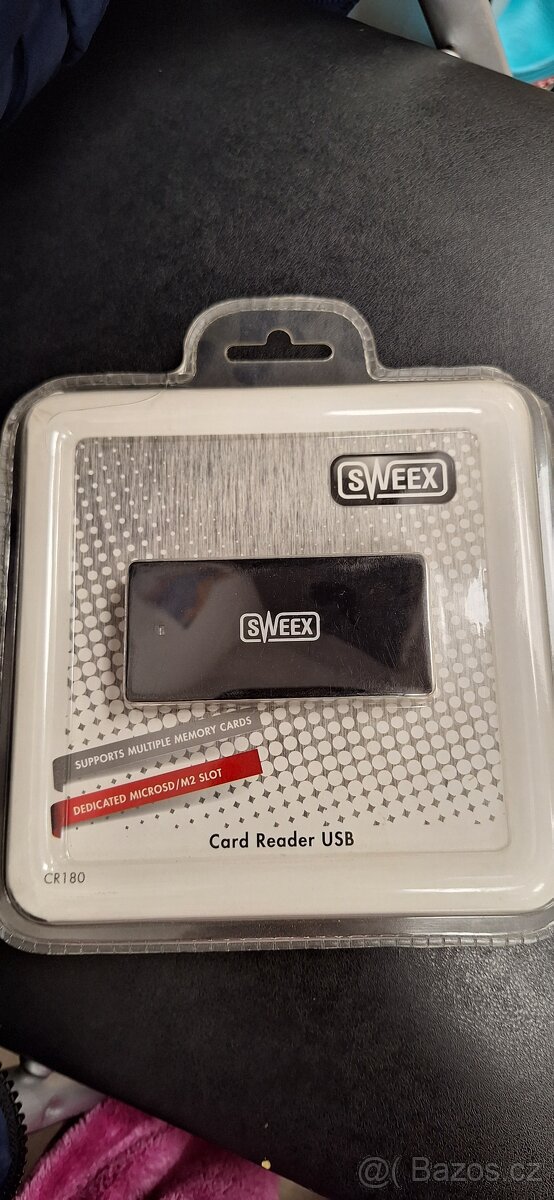 SWEEX
SWEEX
SUPPORTS MULTIPLE MEMORY CARDS
DEDICATED MICROSD/M2 SLOT
Card Reader USB
CR180
@( Bazos.cz